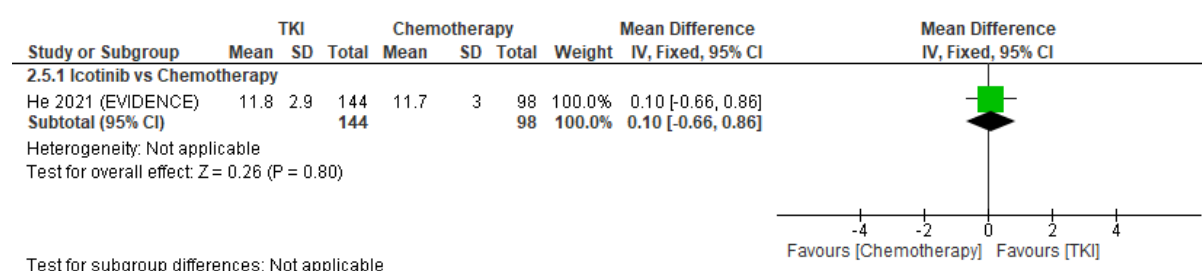 TKI Chemotherapy Mean Difference Mean Difference
Study or Subgroup Mean SD Total Mean SD Total Weight IV, Fixed, 95% CI IV, Fixed, 95% CI
2.5.1 Icotinib vs Chemotherapy
He 2021 (EVIDENCE) 11.8 2.9 144 11.7 3 98 100.0% 0.10 [-0.66, 0.86]
Subtotal (95% CI) 144 98 100.0% 0.10 [-0.66, 0.86]
Heterogeneity: Not applicable
Test for overall effect: Z = 0.26 (P = 0.80)
-4 -2 0 2 4
Favours [Chemotherapy] Favours [TKI]
Test for subgroup differences: Not applicable